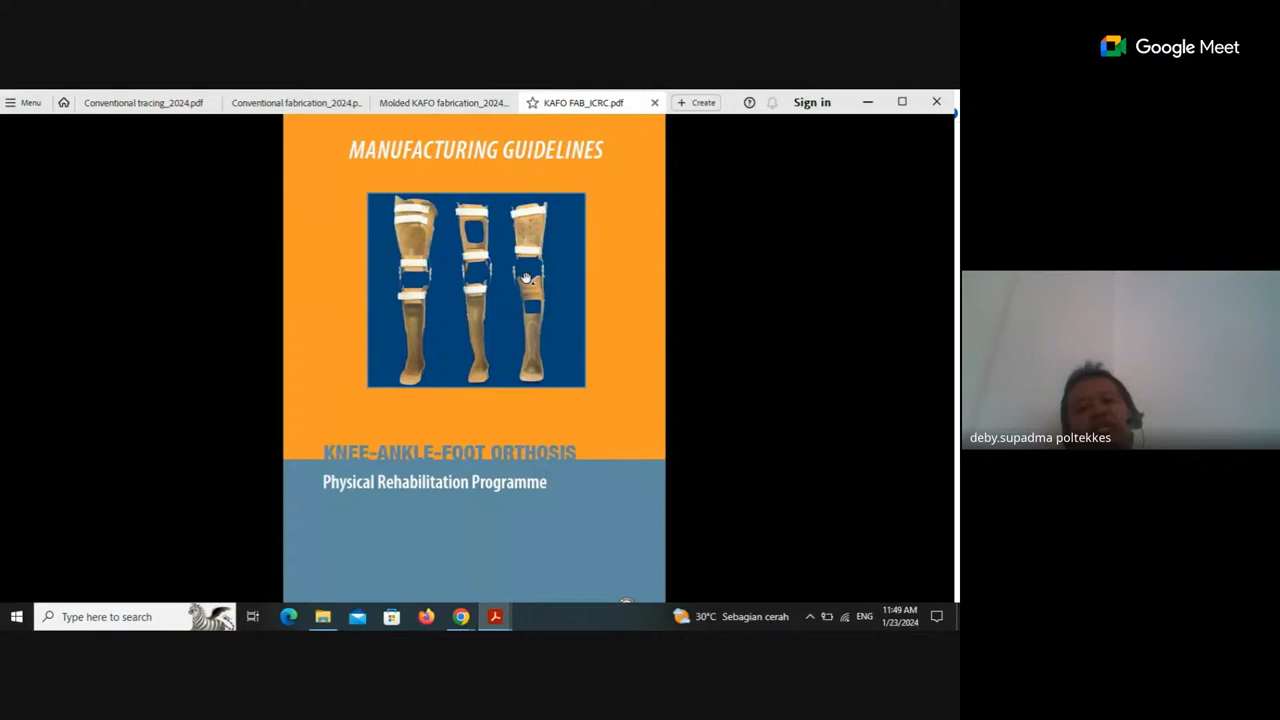 Google Meet
Menu
Conventional tracing_2024.pdf
Conventional fabrication_2024.p...
Molded KAFO fabrication_2024...
KAFO FAB_ICRC.pdf
Create
Sign in
MANUFACTURING GUIDELINES
KNEE-ANKLE-FOOT ORTHOSIS
Physical Rehabilitation Programme
deby.supadma poltekkes
Type here to search
30°C Sebagian cerah
ENG
11:49 AM
1/23/2024